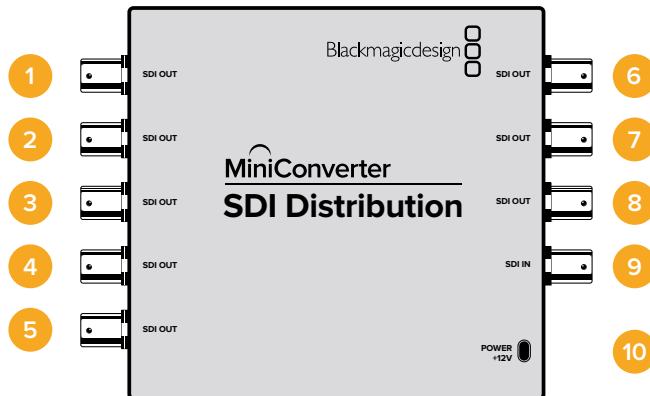 Blackmagicdesign
1 SDI OUT
SDI OUT 6
2 SDI OUT
SDI OUT 7
MiniConverter
SDI Distribution
3 SDI OUT
SDI OUT 8
4 SDI OUT
SDI IN 9
5 SDI OUT
POWER
+12V
10